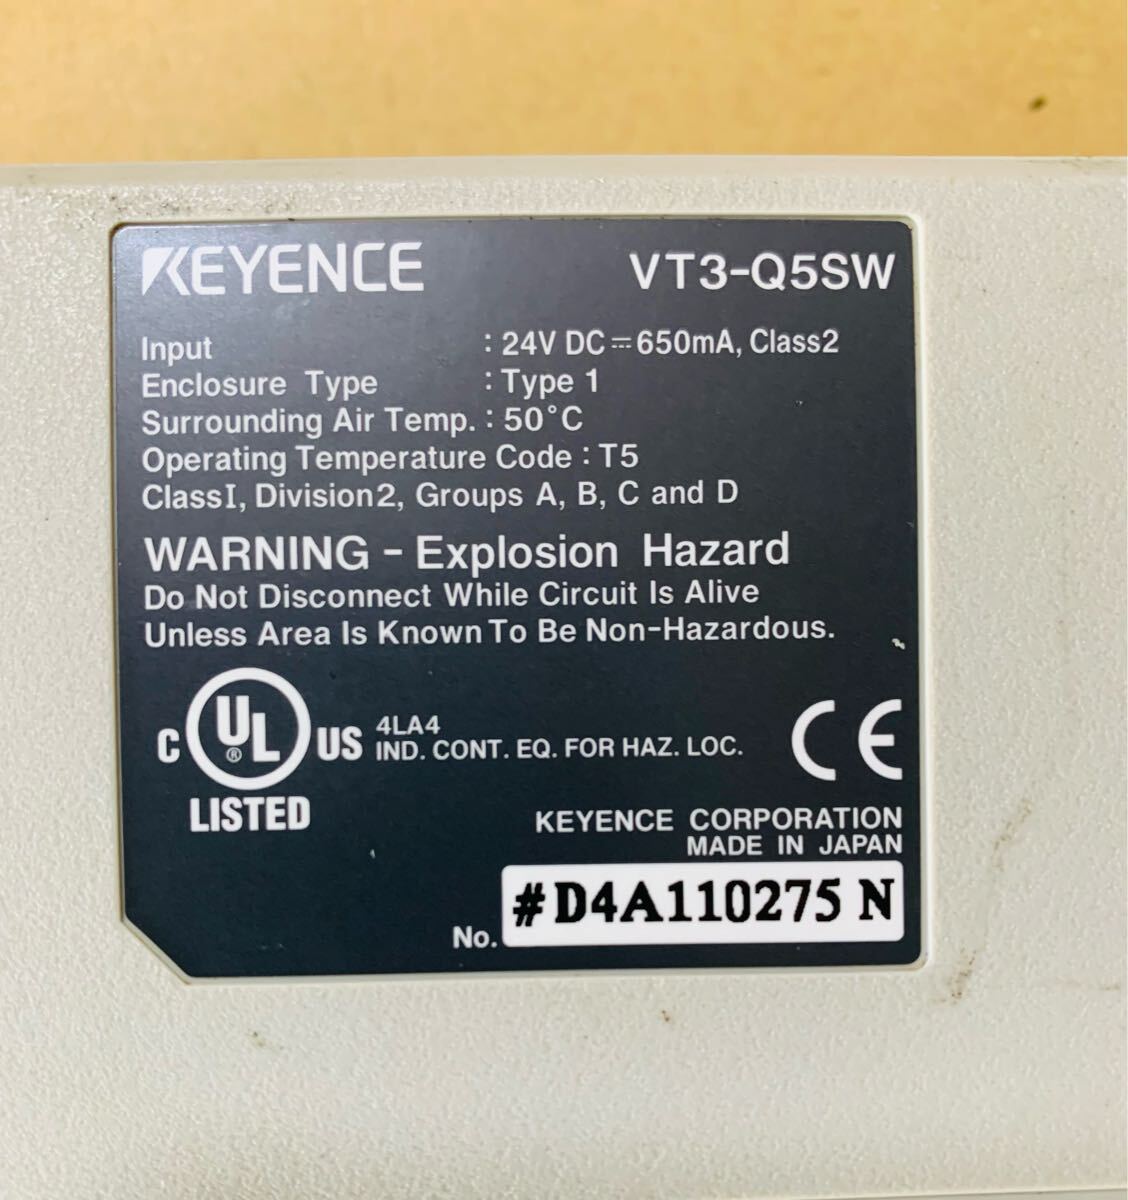 KEYENCE VT3-Q5SW
Input : 24V DC⎓650mA, Class2
Enclosure Type : Type 1
Surrounding Air Temp. : 50°C
Operating Temperature Code : T5
ClassI, Division2, Groups A, B, C and D
WARNING - Explosion Hazard
Do Not Disconnect While Circuit Is Alive
Unless Area Is Known To Be Non-Hazardous.
C UL® US
LISTED
4LA4
IND. CONT. EQ. FOR HAZ. LOC.
CE
KEYENCE CORPORATION
MADE IN JAPAN
No. #D4A110275 N